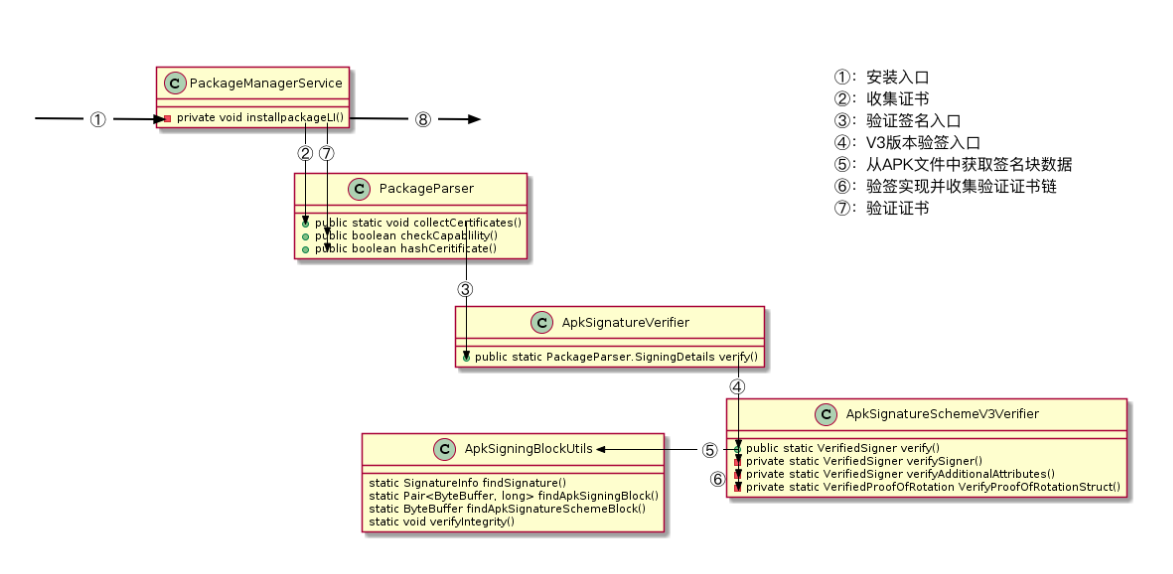 PackageManagerService
private void installpackageLI()
①
⑧
②
⑦
PackageParser
public static void collectCertificates()
public boolean checkCapablility()
public boolean hashCeritificate()
③
ApkSignatureVerifier
public static PackageParser.SigningDetails verify()
④
ApkSignatureSchemeV3Verifier
public static VerifiedSigner verify()
private static VerifiedSigner verifySigner()
private static VerifiedSigner verifyAdditionalAttributes()
private static VerifiedProofOfRotation VerifyProofOfRotationStruct()
⑤
⑥
ApkSigningBlockUtils
static SignatureInfo findSignature()
static Pair<ByteBuffer, long> findApkSigningBlock()
static ByteBuffer findApkSignatureSchemeBlock()
static void verifyIntegrity()
①：安装入口
②：收集证书
③：验证签名入口
④：V3版本验签入口
⑤：从APK文件中获取签名块数据
⑥：验签实现并收集验证证书链
⑦：验证证书
C
C
C
C
C